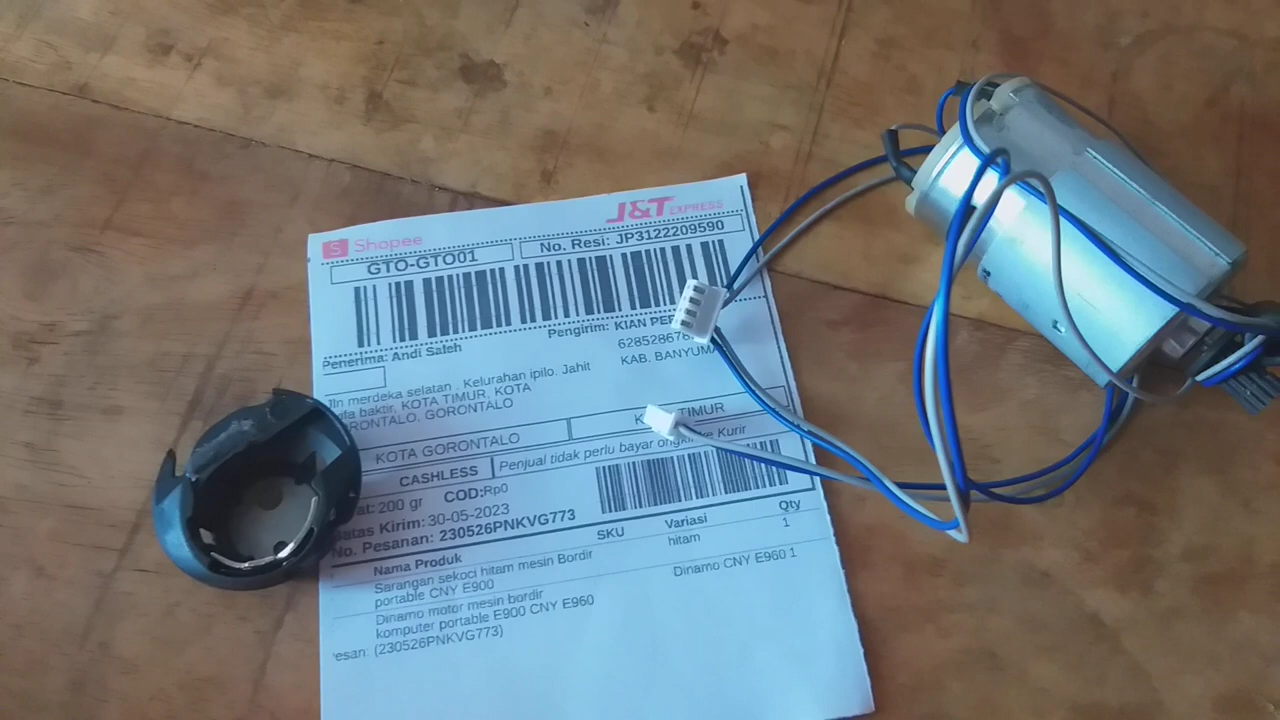 Shopee
J&T EXPRESS
GTO-GTO01
No. Resi: JP3122209590
Penerima: Andi Saleh
Pengirim: KIAN
KAB.
Jln merdeka selatan . Kelurahan ipilo. Jahit
baktir, KOTA TIMUR, KOTA
GORONTALO, GORONTALO
KOTA GORONTALO
TIMUR
CASHLESS
Penjual tidak perlu bayar ongkir ke Kurir
200 gr COD:Rp0
Batas Kirim: 30-05-2023
No. Pesanan: 230526PNKVG773
Nama Produk SKU Variasi Qty
Sarangan sekoci hitam mesin Bordir hitam 1
portable CNY E900
Dinamo motor mesin bordir Dinamo CNY E960 1
komputer portable E900 CNY E960
(230526PNKVG773)